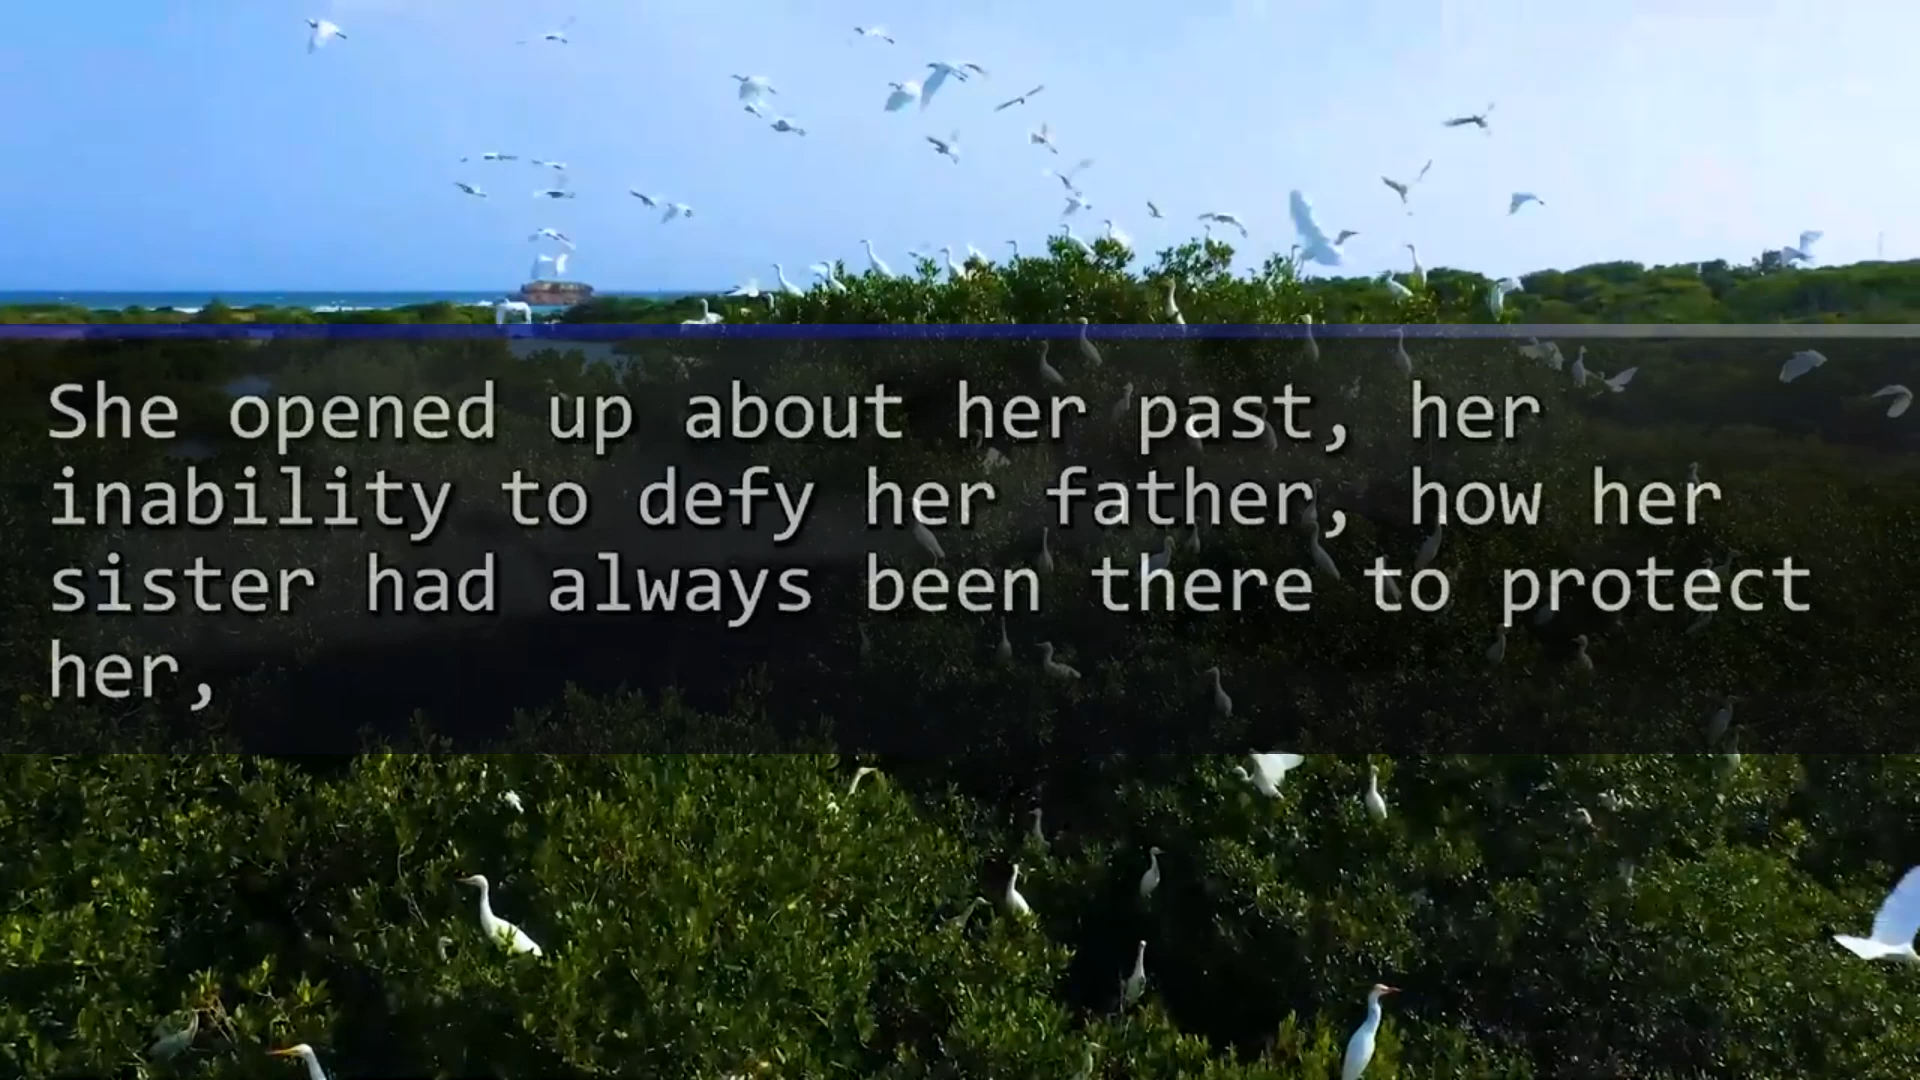 She opened up about her past, her
inability to defy her father, how her
sister had always been there to protect
her,